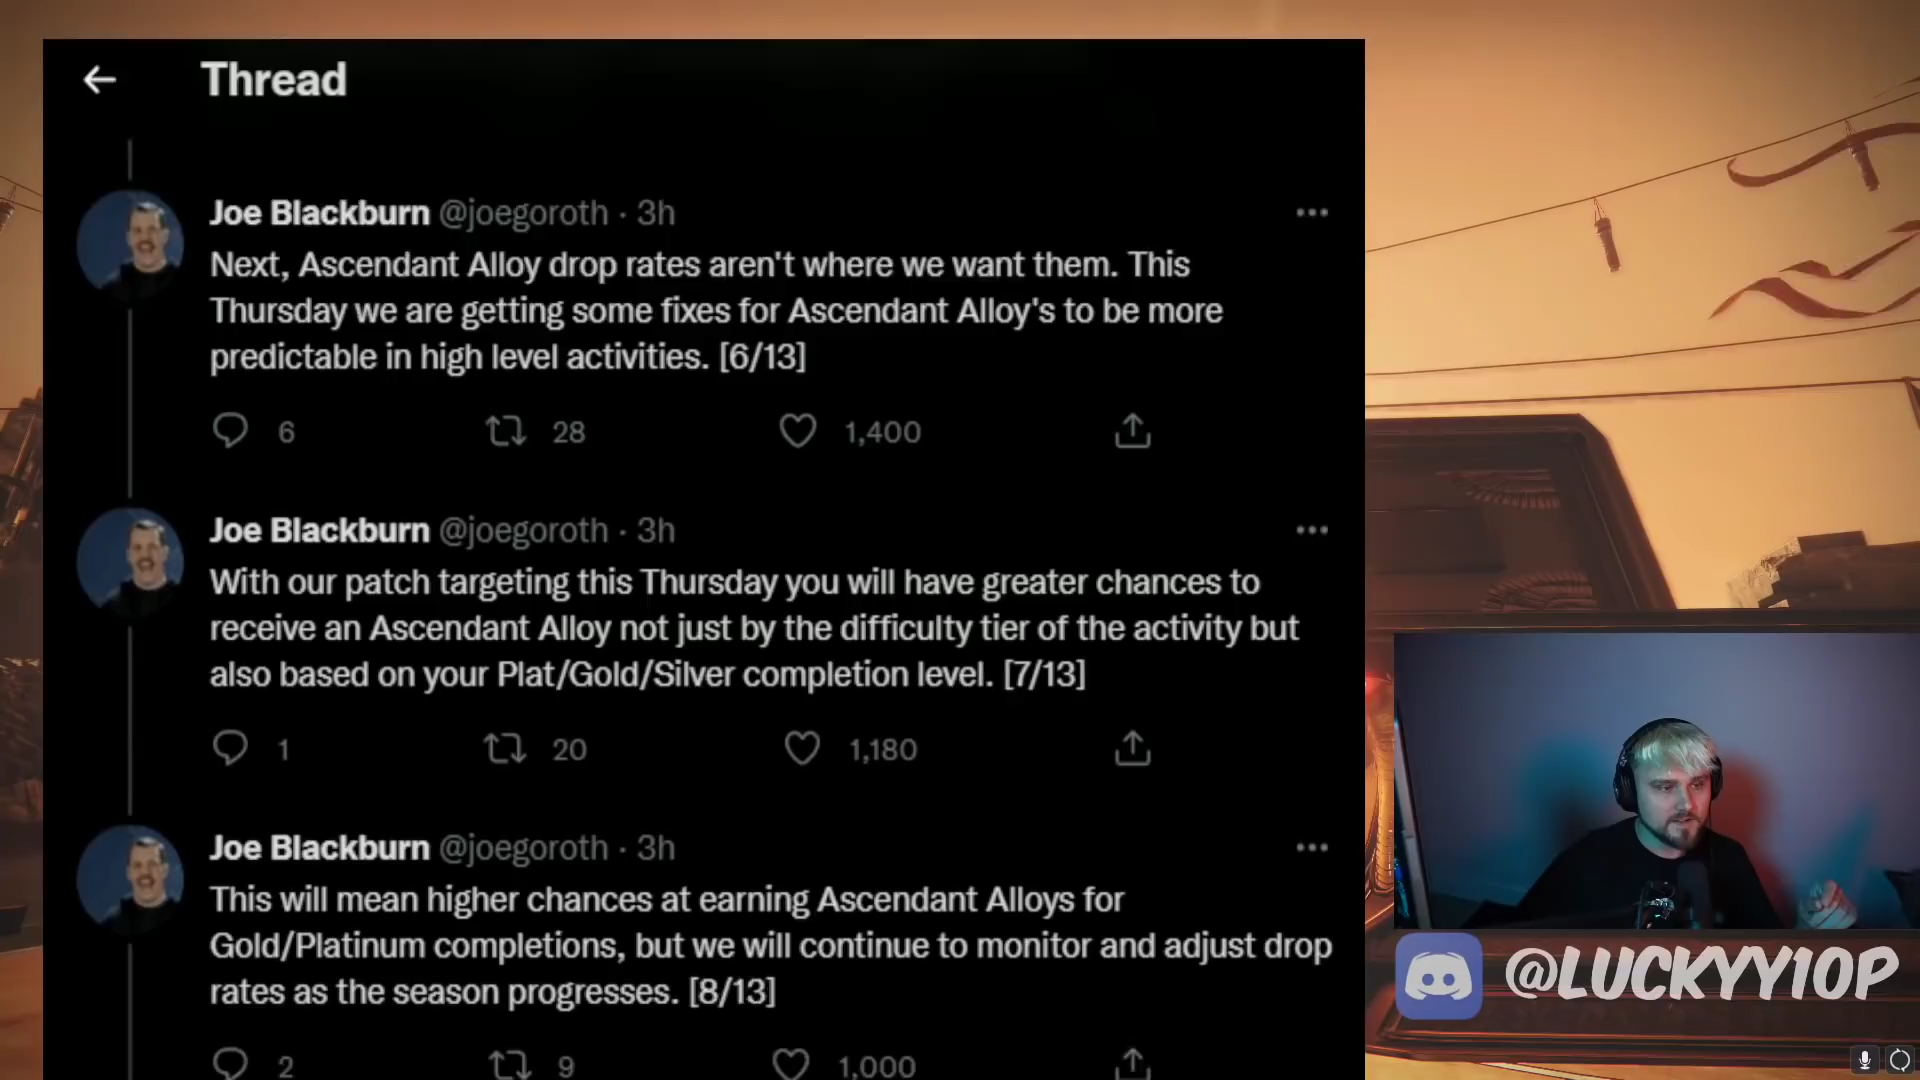 Thread
Joe Blackburn @joegoroth · 3h
Next, Ascendant Alloy drop rates aren't where we want them. This
Thursday we are getting some fixes for Ascendant Alloy's to be more
predictable in high level activities. [6/13]
6 28 1,400
Joe Blackburn @joegoroth · 3h
With our patch targeting this Thursday you will have greater chances to
receive an Ascendant Alloy not just by the difficulty tier of the activity but
also based on your Plat/Gold/Silver completion level. [7/13]
1 20 1,180
Joe Blackburn @joegoroth · 3h
This will mean higher chances at earning Ascendant Alloys for
Gold/Platinum completions, but we will continue to monitor and adjust drop
rates as the season progresses. [8/13]
2 9 1,000
@LUCKYY10P